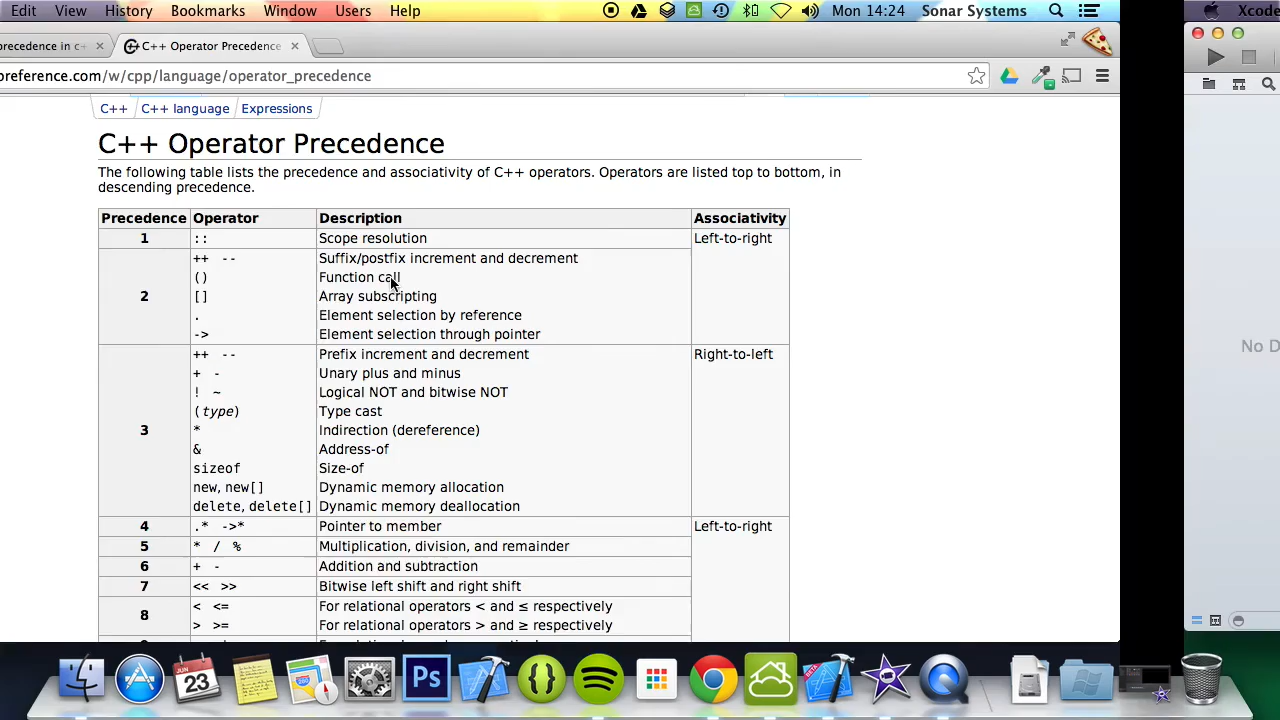 Edit View History Bookmarks Window Users Help Mon 14:24 Sonar Systems
Xcode
precedence in c+ × C++ Operator Precedence ×
preference.com/w/cpp/language/operator_precedence
C++ C++ language Expressions
C++ Operator Precedence
The following table lists the precedence and associativity of C++ operators. Operators are listed top to bottom, in
descending precedence.
Precedence Operator Description Associativity
1 :: Scope resolution Left-to-right
2
++ -- Suffix/postfix increment and decrement
() Function call
[] Array subscripting
. Element selection by reference
-> Element selection through pointer
3
++ -- Prefix increment and decrement Right-to-left
+ - Unary plus and minus
! ~ Logical NOT and bitwise NOT
(type) Type cast
* Indirection (dereference)
& Address-of
sizeof Size-of
new, new[] Dynamic memory allocation
delete, delete[] Dynamic memory deallocation
4 .* ->* Pointer to member Left-to-right
5 * / % Multiplication, division, and remainder
6 + - Addition and subtraction
7 << >> Bitwise left shift and right shift
8
< <= For relational operators < and ≤ respectively
> >= For relational operators > and ≥ respectively
No D
JUN
23
Ps